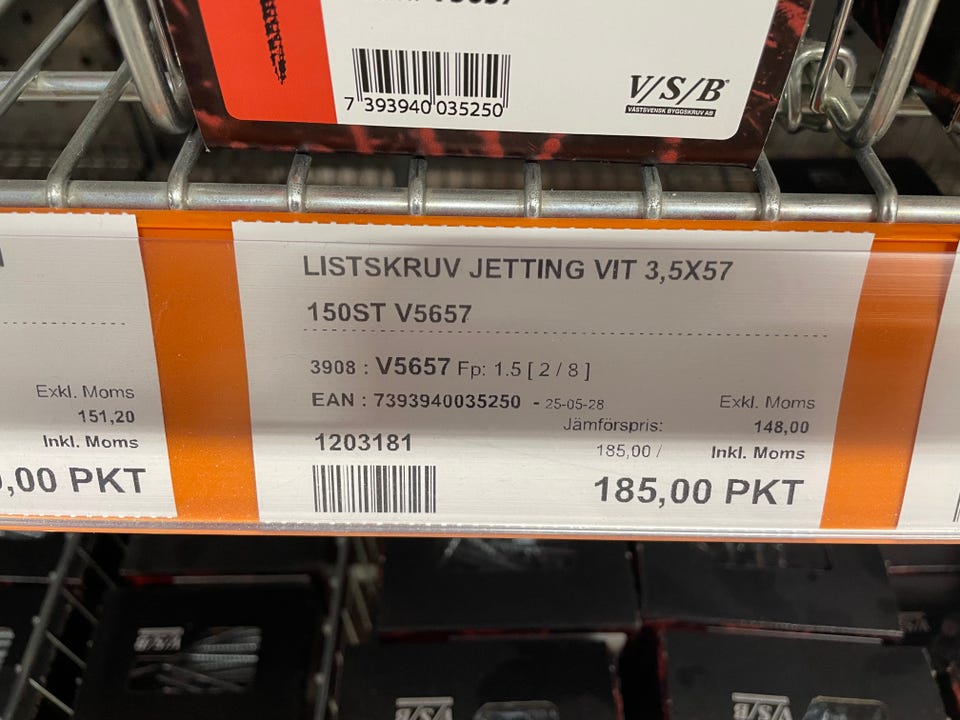 V5657
7 393940 035250
V/S/B
VÄSTSVENSK BYGGSKRUV AB
LISTSKRUV JETTING VIT 3,5X57
150ST V5657
3908 : V5657 Fp: 1.5 [ 2 / 8 ]
EAN : 7393940035250 - 25-05-28
Jämförspris:
185,00 /
1203181
Exkl. Moms
148,00
Inkl. Moms
185,00 PKT
Exkl. Moms
151,20
Inkl. Moms
,00 PKT
V/S/B
V/S/B
V/S/B